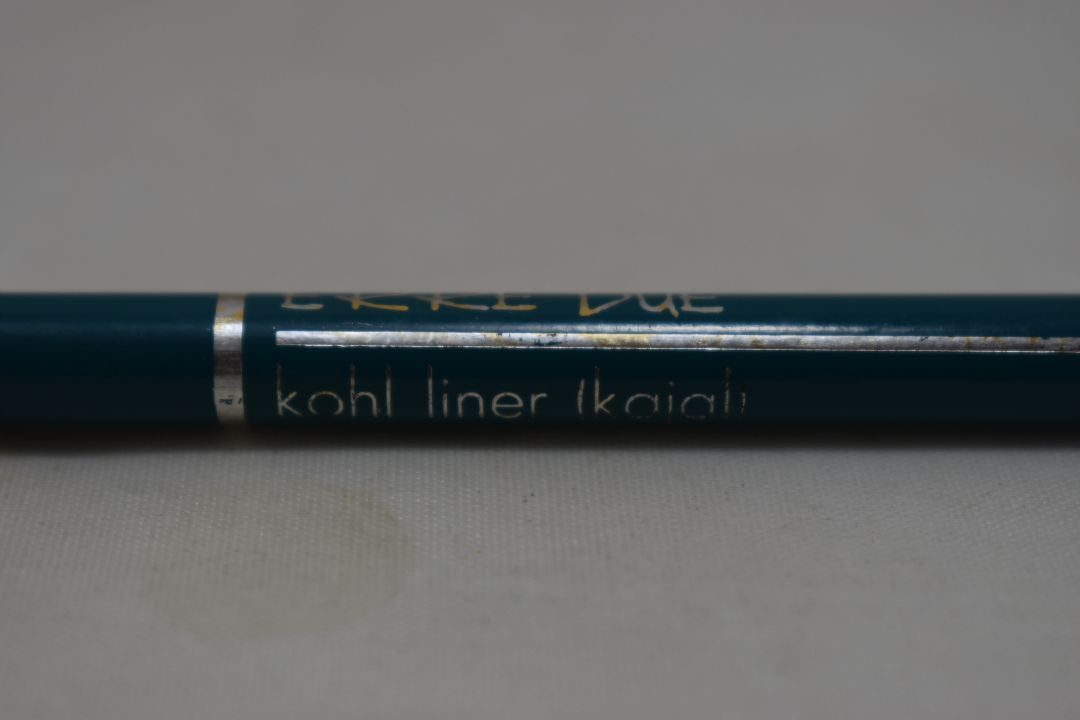 ERRE DUE
kohl liner (kajal)